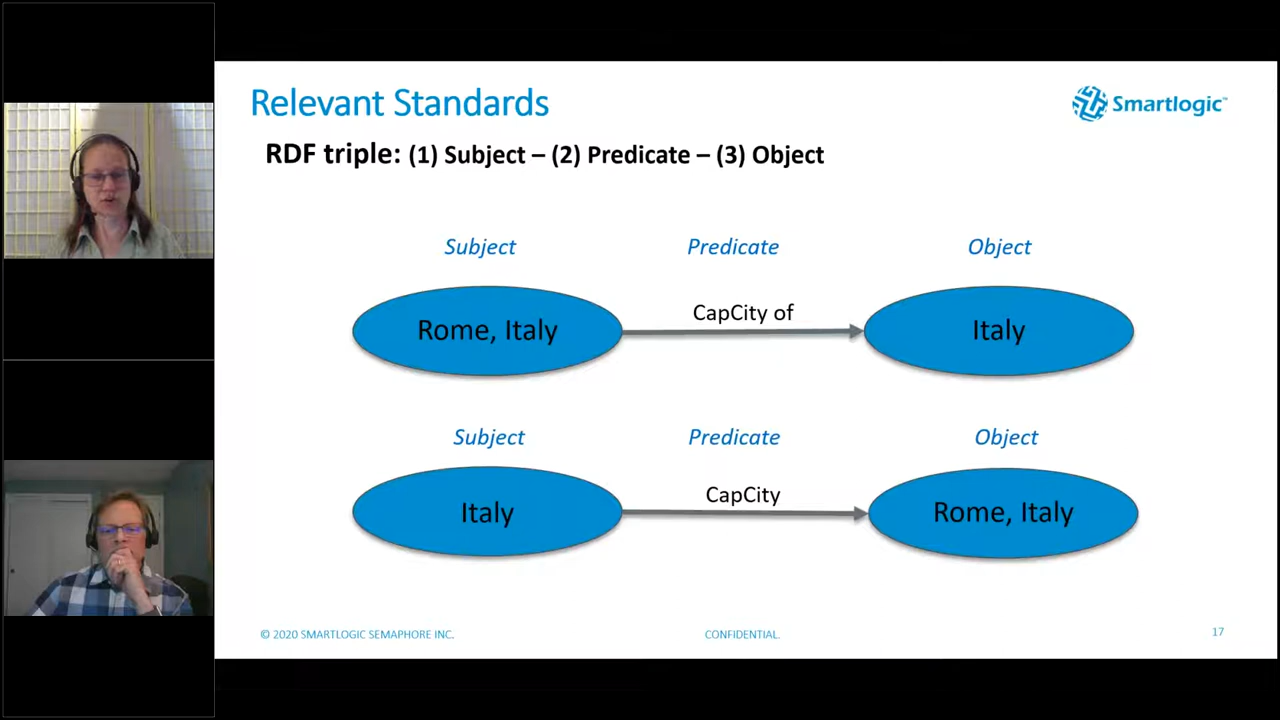 Relevant Standards
Smartlogic™
RDF triple: (1) Subject – (2) Predicate – (3) Object
Subject Predicate Object
Rome, Italy CapCity of Italy
Subject Predicate Object
Italy CapCity Rome, Italy
© 2020 SMARTLOGIC SEMAPHORE INC. CONFIDENTIAL. 17